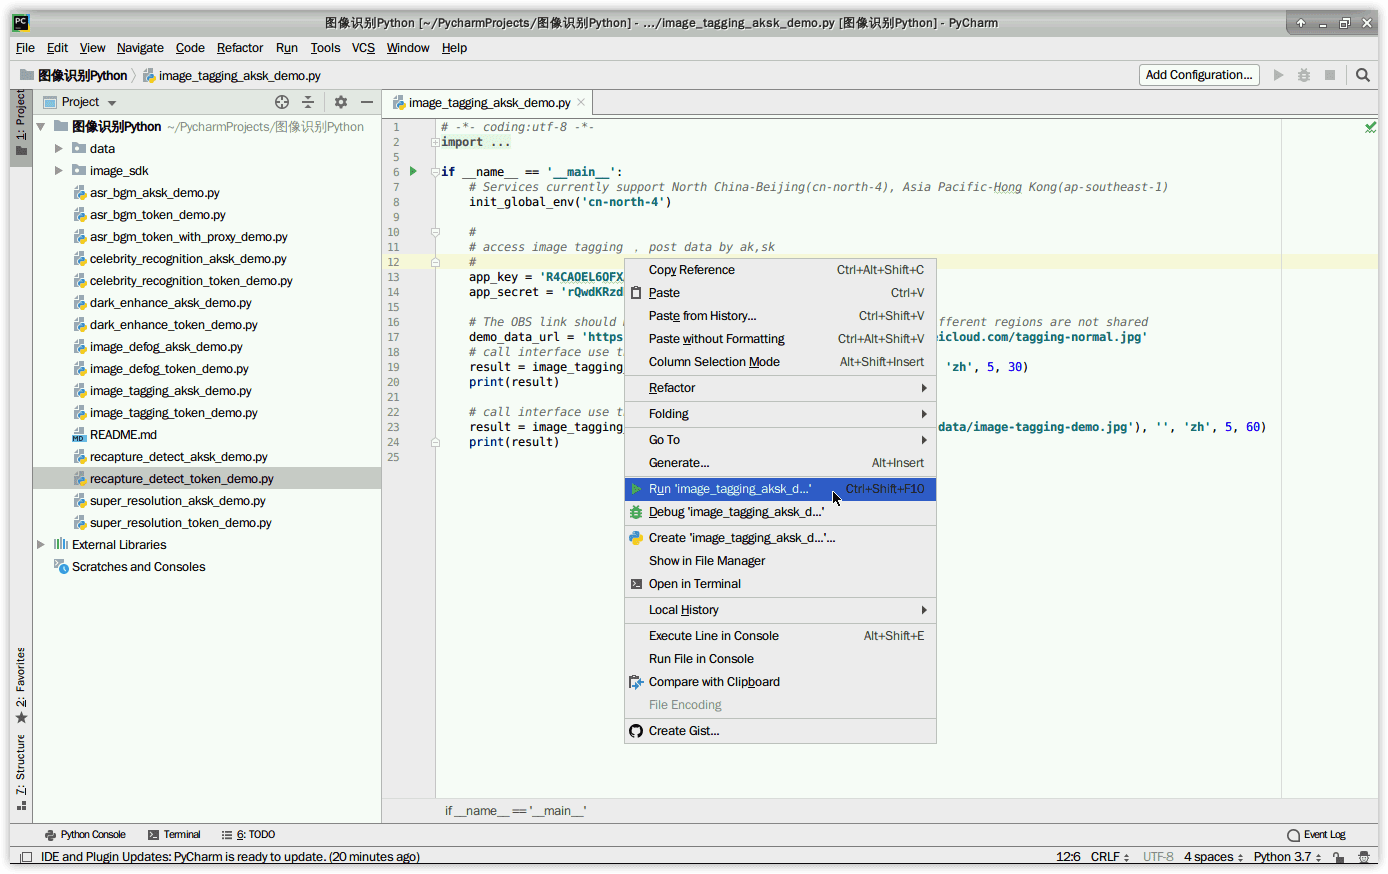 PC 图像识别Python [~/PycharmProjects/图像识别Python] - .../image_tagging_aksk_demo.py [图像识别Python] - PyCharm
File Edit View Navigate Code Refactor Run Tools VCS Window Help
图像识别Python image_tagging_aksk_demo.py Add Configuration...
1: Project
Project
图像识别Python ~/PycharmProjects/图像识别Python
data
image_sdk
asr_bgm_aksk_demo.py
asr_bgm_token_demo.py
asr_bgm_token_with_proxy_demo.py
celebrity_recognition_aksk_demo.py
celebrity_recognition_token_demo.py
dark_enhance_aksk_demo.py
dark_enhance_token_demo.py
image_defog_aksk_demo.py
image_defog_token_demo.py
image_tagging_aksk_demo.py
image_tagging_token_demo.py
MD README.md
recapture_detect_aksk_demo.py
recapture_detect_token_demo.py
super_resolution_aksk_demo.py
super_resolution_token_demo.py
External Libraries
Scratches and Consoles
2: Favorites
7: Structure
image_tagging_aksk_demo.py
1 # -*- coding:utf-8 -*-
2 import ...
5
6 if __name__ == '__main__':
7 # Services currently support North China-Beijing(cn-north-4), Asia Pacific-Hong Kong(ap-southeast-1)
8 init_global_env('cn-north-4')
9
10 #
11 # access image tagging ， post data by ak,sk
12 #
13 app_key = 'R4CAOEL6OFX
14 app_secret = 'rQwdKRzd
15
16 # The OBS link should fferent regions are not shared
17 demo_data_url = 'https icloud.com/tagging-normal.jpg'
18 # call interface use t
19 result = image_tagging_ 'zh', 5, 30)
20 print(result)
21
22 # call interface use t
23 result = image_tagging_ data/image-tagging-demo.jpg'), '', 'zh', 5, 60)
24 print(result)
25
Copy Reference Ctrl+Alt+Shift+C
Paste Ctrl+V
Paste from History... Ctrl+Shift+V
Paste without Formatting Ctrl+Alt+Shift+V
Column Selection Mode Alt+Shift+Insert
Refactor
Folding
Go To
Generate... Alt+Insert
Run 'image_tagging_aksk_d...' Ctrl+Shift+F10
Debug 'image_tagging_aksk_d...'
Create 'image_tagging_aksk_d...'...
Show in File Manager
Open in Terminal
Local History
Execute Line in Console Alt+Shift+E
Run File in Console
Compare with Clipboard
File Encoding
Create Gist...
if __name__ == '__main__'
Python Console Terminal 6: TODO Event Log
IDE and Plugin Updates: PyCharm is ready to update. (20 minutes ago) 12:6 CRLF UTF-8 4 spaces Python 3.7